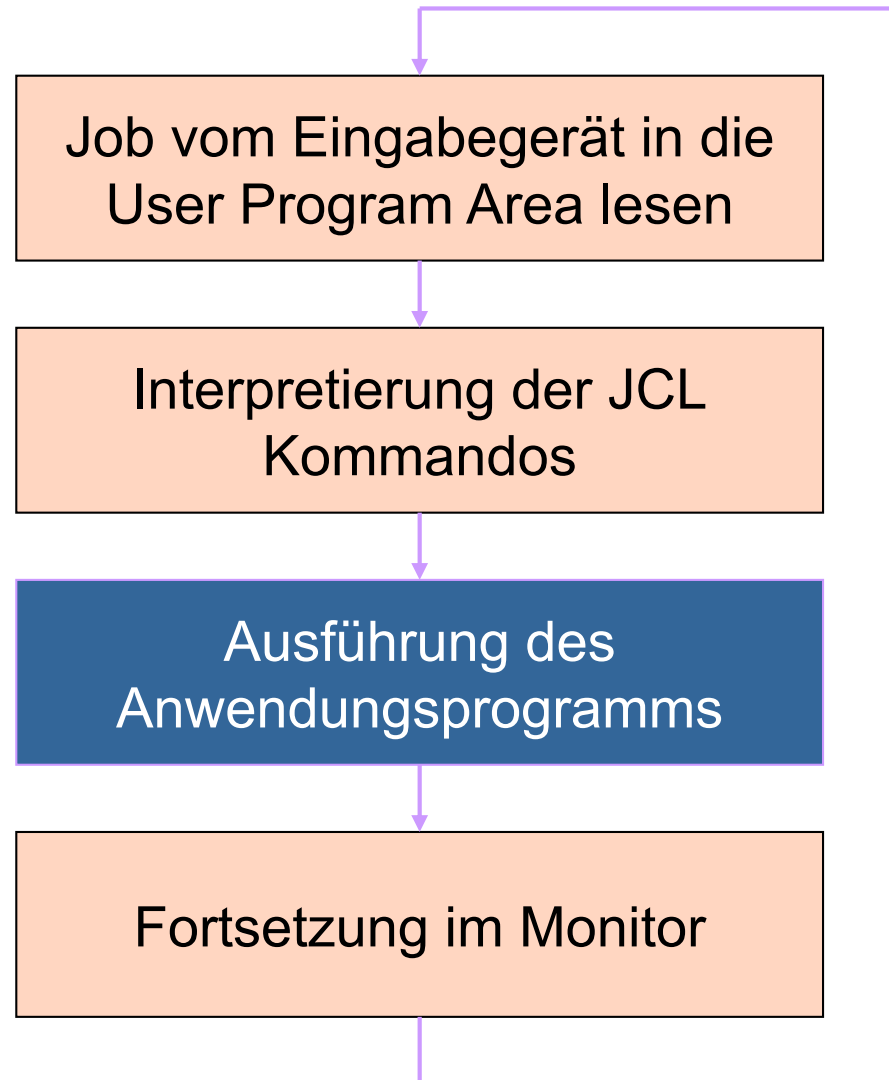 Job vom Eingabegerät in die
User Program Area lesen
Interpretierung der JCL
Kommandos
Ausführung des
Anwendungsprogramms
Fortsetzung im Monitor